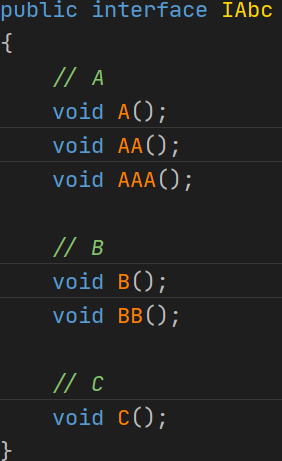 public interface IAbc
{
    // A
    void A();
    void AA();
    void AAA();

    // B
    void B();
    void BB();

    // C
    void C();
}